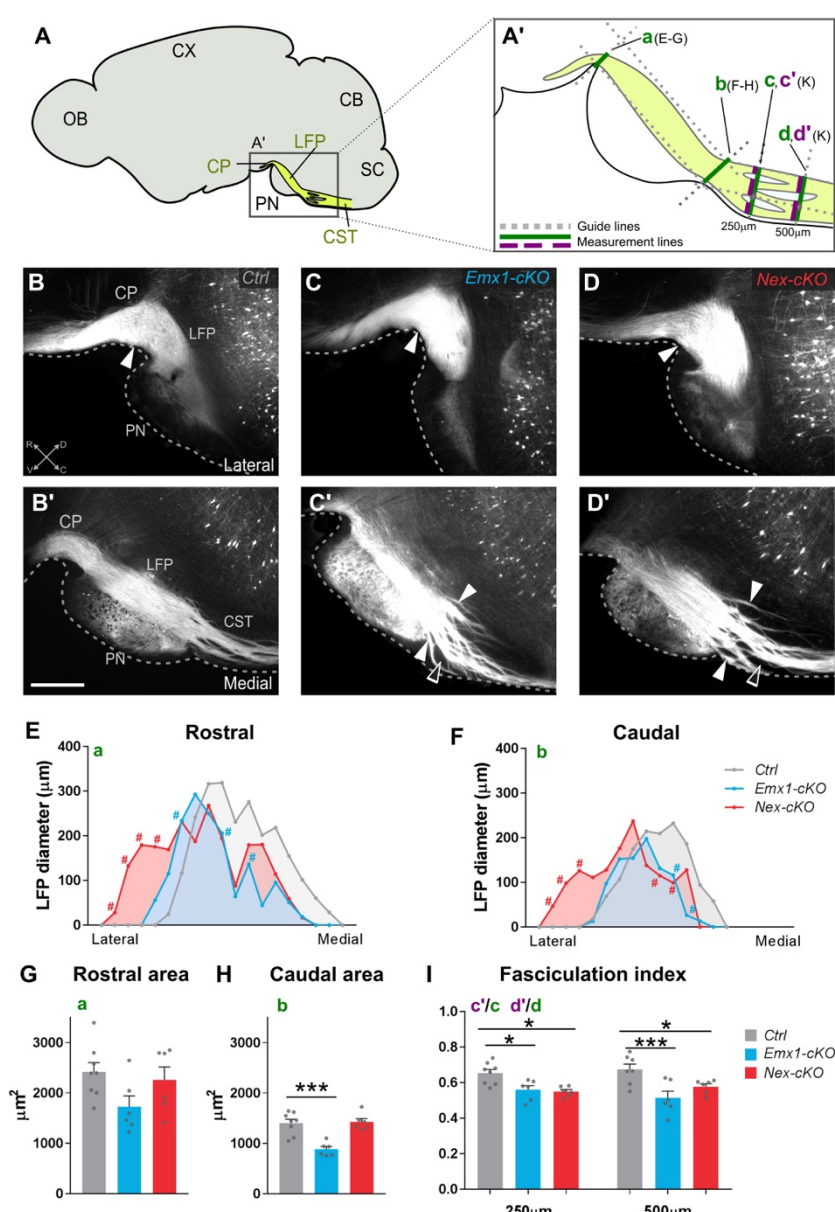 A
CX
OB
CB
A'
LFP
CP
SC
PN
CST
A'
a(E-G)
b(F-H)
c,c'(K)
d,d'(K)
Guide lines
Measurement lines
250µm
500µm
B
Ctrl
CP
LFP
PN
R D
V C
Lateral
C
Emx1-cKO
D
Nex-cKO
B'
CP
LFP
CST
PN
Medial
C'
D'
E
Rostral
a
LFP diameter (µm)
400
300
200
100
0
# # # # # # #
Lateral
Medial
F
Caudal
b
LFP diameter (µm)
400
300
200
100
0
# # # # # # #
Lateral
Medial
Ctrl
Emx1-cKO
Nex-cKO
G
Rostral area
a
µm²
3000
2000
1000
0
H
Caudal area
b
µm²
3000
2000
1000
0
***
I
Fasciculation index
c'/c d'/d
1.0
0.8
0.6
0.4
0.2
0.0
*
*
*
***
250µm
500µm
Ctrl
Emx1-cKO
Nex-cKO